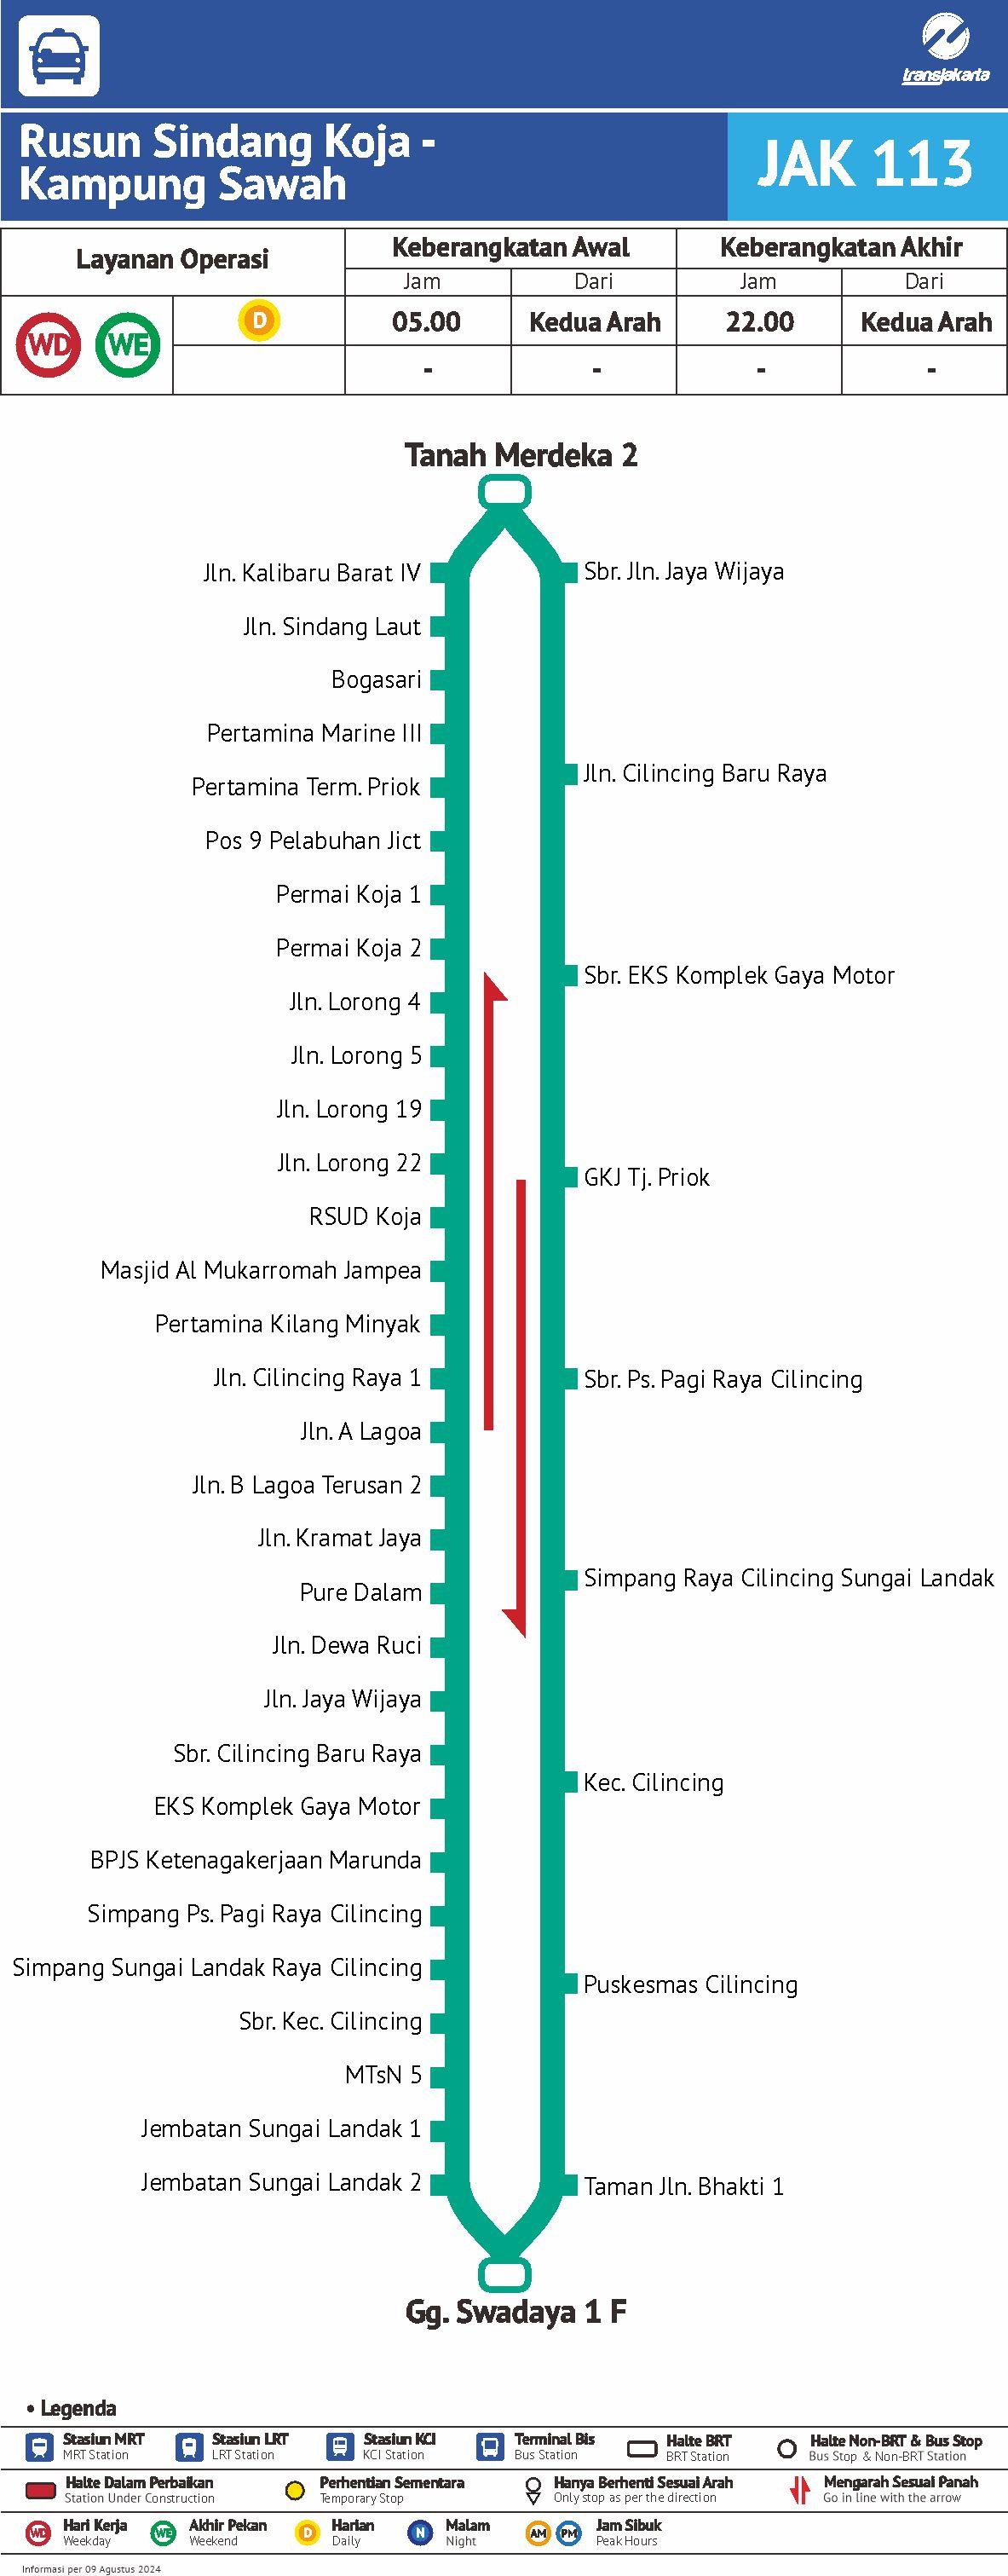 transjakarta
Rusun Sindang Koja -
Kampung Sawah
JAK 113
Layanan Operasi
Keberangkatan Awal
Keberangkatan Akhir
Jam
Dari
Jam
Dari
WD
WE
D
05.00
Kedua Arah
22.00
Kedua Arah
-
-
-
-
Tanah Merdeka 2
Jln. Kalibaru Barat IV
Jln. Sindang Laut
Bogasari
Pertamina Marine III
Pertamina Term. Priok
Pos 9 Pelabuhan Jict
Permai Koja 1
Permai Koja 2
Jln. Lorong 4
Jln. Lorong 5
Jln. Lorong 19
Jln. Lorong 22
RSUD Koja
Masjid Al Mukarromah Jampea
Pertamina Kilang Minyak
Jln. Cilincing Raya 1
Jln. A Lagoa
Jln. B Lagoa Terusan 2
Jln. Kramat Jaya
Pure Dalam
Jln. Dewa Ruci
Jln. Jaya Wijaya
Sbr. Cilincing Baru Raya
EKS Komplek Gaya Motor
BPJS Ketenagakerjaan Marunda
Simpang Ps. Pagi Raya Cilincing
Simpang Sungai Landak Raya Cilincing
Sbr. Kec. Cilincing
MTsN 5
Jembatan Sungai Landak 1
Jembatan Sungai Landak 2
Sbr. Jln. Jaya Wijaya
Jln. Cilincing Baru Raya
Sbr. EKS Komplek Gaya Motor
GKJ Tj. Priok
Sbr. Ps. Pagi Raya Cilincing
Simpang Raya Cilincing Sungai Landak
Kec. Cilincing
Puskesmas Cilincing
Taman Jln. Bhakti 1
Gg. Swadaya 1 F
• Legenda
Stasiun MRT
MRT Station
Stasiun LRT
LRT Station
Stasiun KCI
KCI Station
Terminal Bis
Bus Station
Halte BRT
BRT Station
Halte Non-BRT & Bus Stop
Bus Stop & Non-BRT Station
Halte Dalam Perbaikan
Station Under Construction
Perhentian Sementara
Temporary Stop
Hanya Berhenti Sesuai Arah
Only stop as per the direction
Mengarah Sesuai Panah
Go in line with the arrow
WD
Hari Kerja
Weekday
WE
Akhir Pekan
Weekend
D
Harian
Daily
N
Malam
Night
AM
PM
Jam Sibuk
Peak Hours
Informasi per 09 Agustus 2024